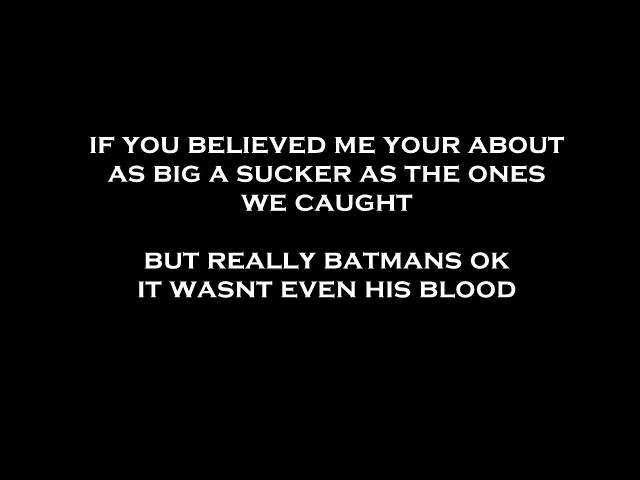 IF YOU BELIEVED ME YOUR ABOUT
AS BIG A SUCKER AS THE ONES
WE CAUGHT
BUT REALLY BATMANS OK
IT WASNT EVEN HIS BLOOD